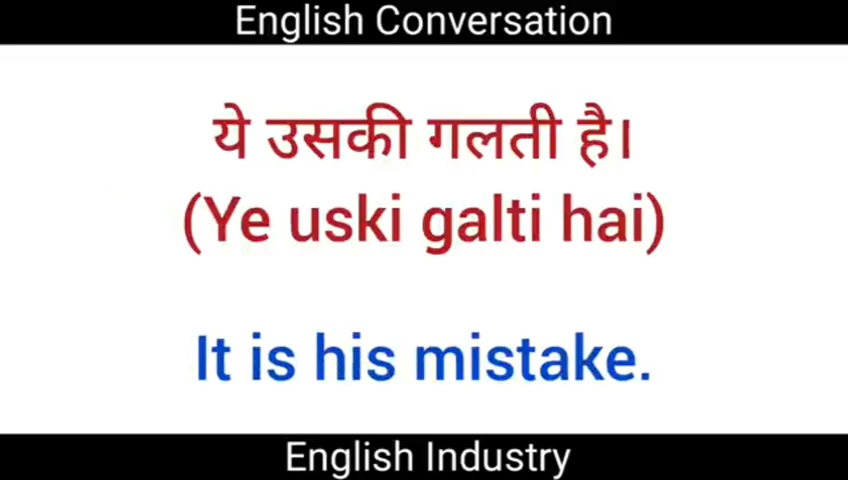 English Conversation
ये उसकी गलती है।
(Ye uski galti hai)
It is his mistake.
English Industry